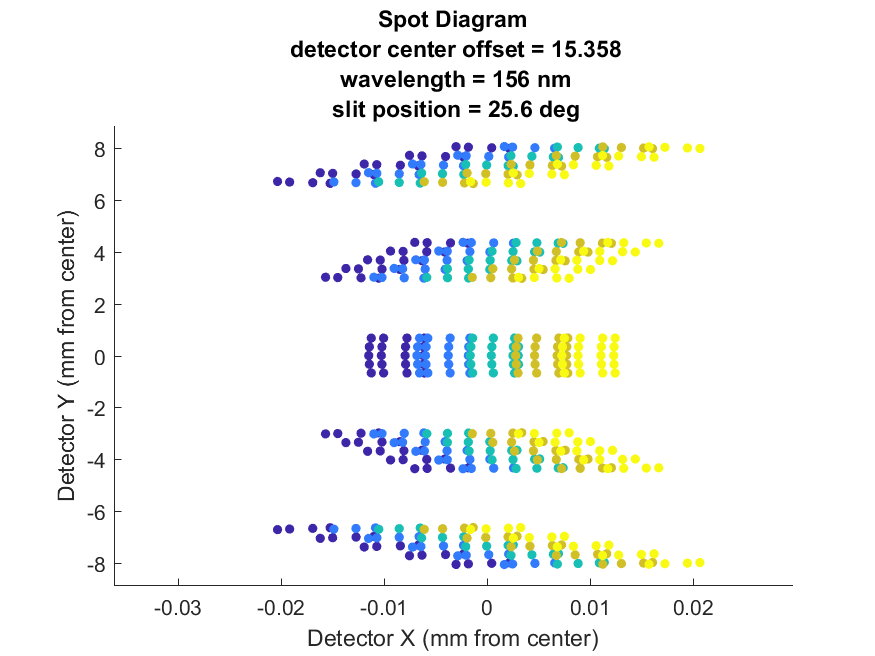 Spot Diagram
detector center offset = 15.358
wavelength = 156 nm
slit position = 25.6 deg
8
6
4
2
0
-2
-4
-6
-8
Detector Y (mm from center)
-0.03
-0.02
-0.01
0
0.01
0.02
Detector X (mm from center)